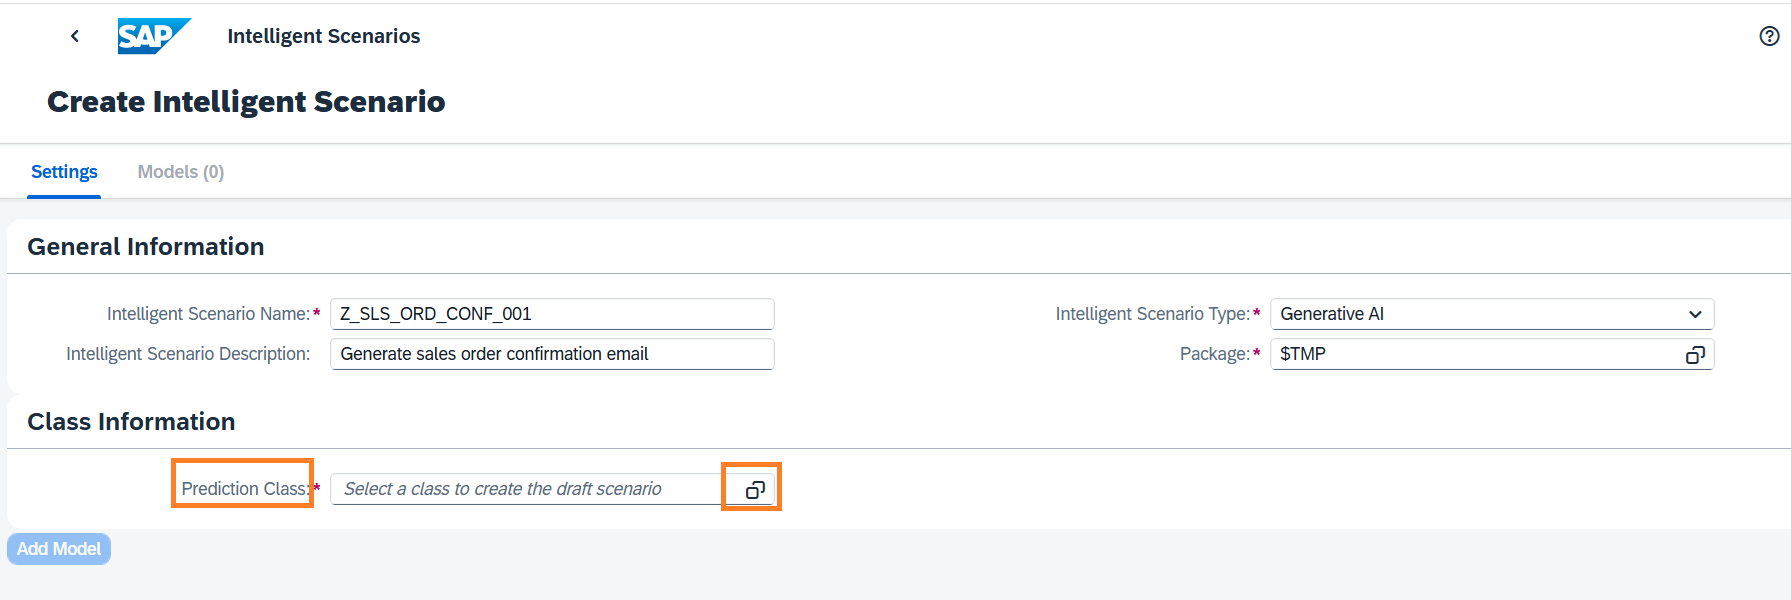 SAP Intelligent Scenarios
Create Intelligent Scenario
Settings Models (0)
General Information
Intelligent Scenario Name:* Z_SLS_ORD_CONF_001 Intelligent Scenario Type:* Generative AI
Intelligent Scenario Description: Generate sales order confirmation email Package:* $TMP
Class Information
Prediction Class:* Select a class to create the draft scenario
Add Model